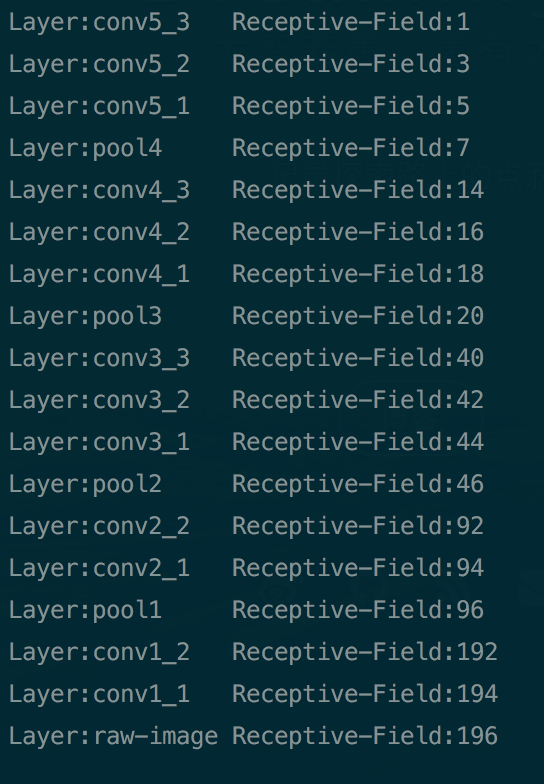 Layer:conv5_3   Receptive-Field:1
Layer:conv5_2   Receptive-Field:3
Layer:conv5_1   Receptive-Field:5
Layer:pool4     Receptive-Field:7
Layer:conv4_3   Receptive-Field:14
Layer:conv4_2   Receptive-Field:16
Layer:conv4_1   Receptive-Field:18
Layer:pool3     Receptive-Field:20
Layer:conv3_3   Receptive-Field:40
Layer:conv3_2   Receptive-Field:42
Layer:conv3_1   Receptive-Field:44
Layer:pool2     Receptive-Field:46
Layer:conv2_2   Receptive-Field:92
Layer:conv2_1   Receptive-Field:94
Layer:pool1     Receptive-Field:96
Layer:conv1_2   Receptive-Field:192
Layer:conv1_1   Receptive-Field:194
Layer:raw-image Receptive-Field:196